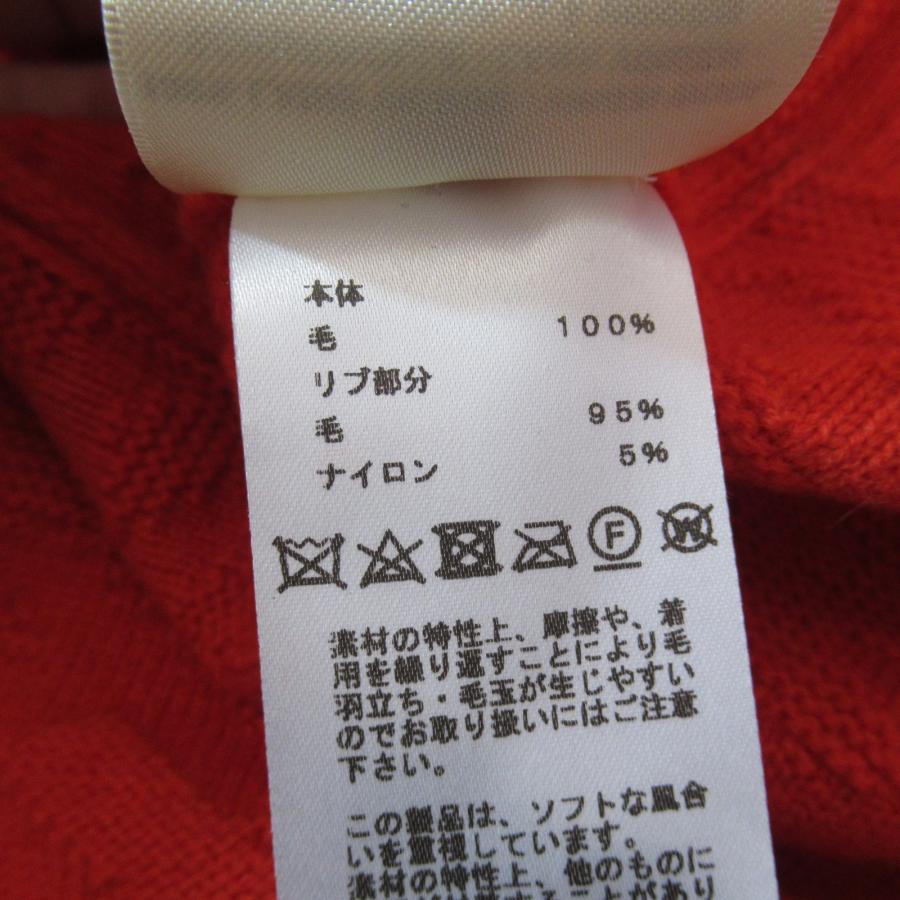 本体
毛 100%
リブ部分
毛 95%
ナイロン 5%
F
W
素材の特性上、摩擦や、着
用を繰り返すことにより毛
羽立ち・毛玉が生じやすい
のでお取り扱いにはご注意
下さい。
この製品は、ソフトな風合
いを重視しています。
素材の特性上、他のものに